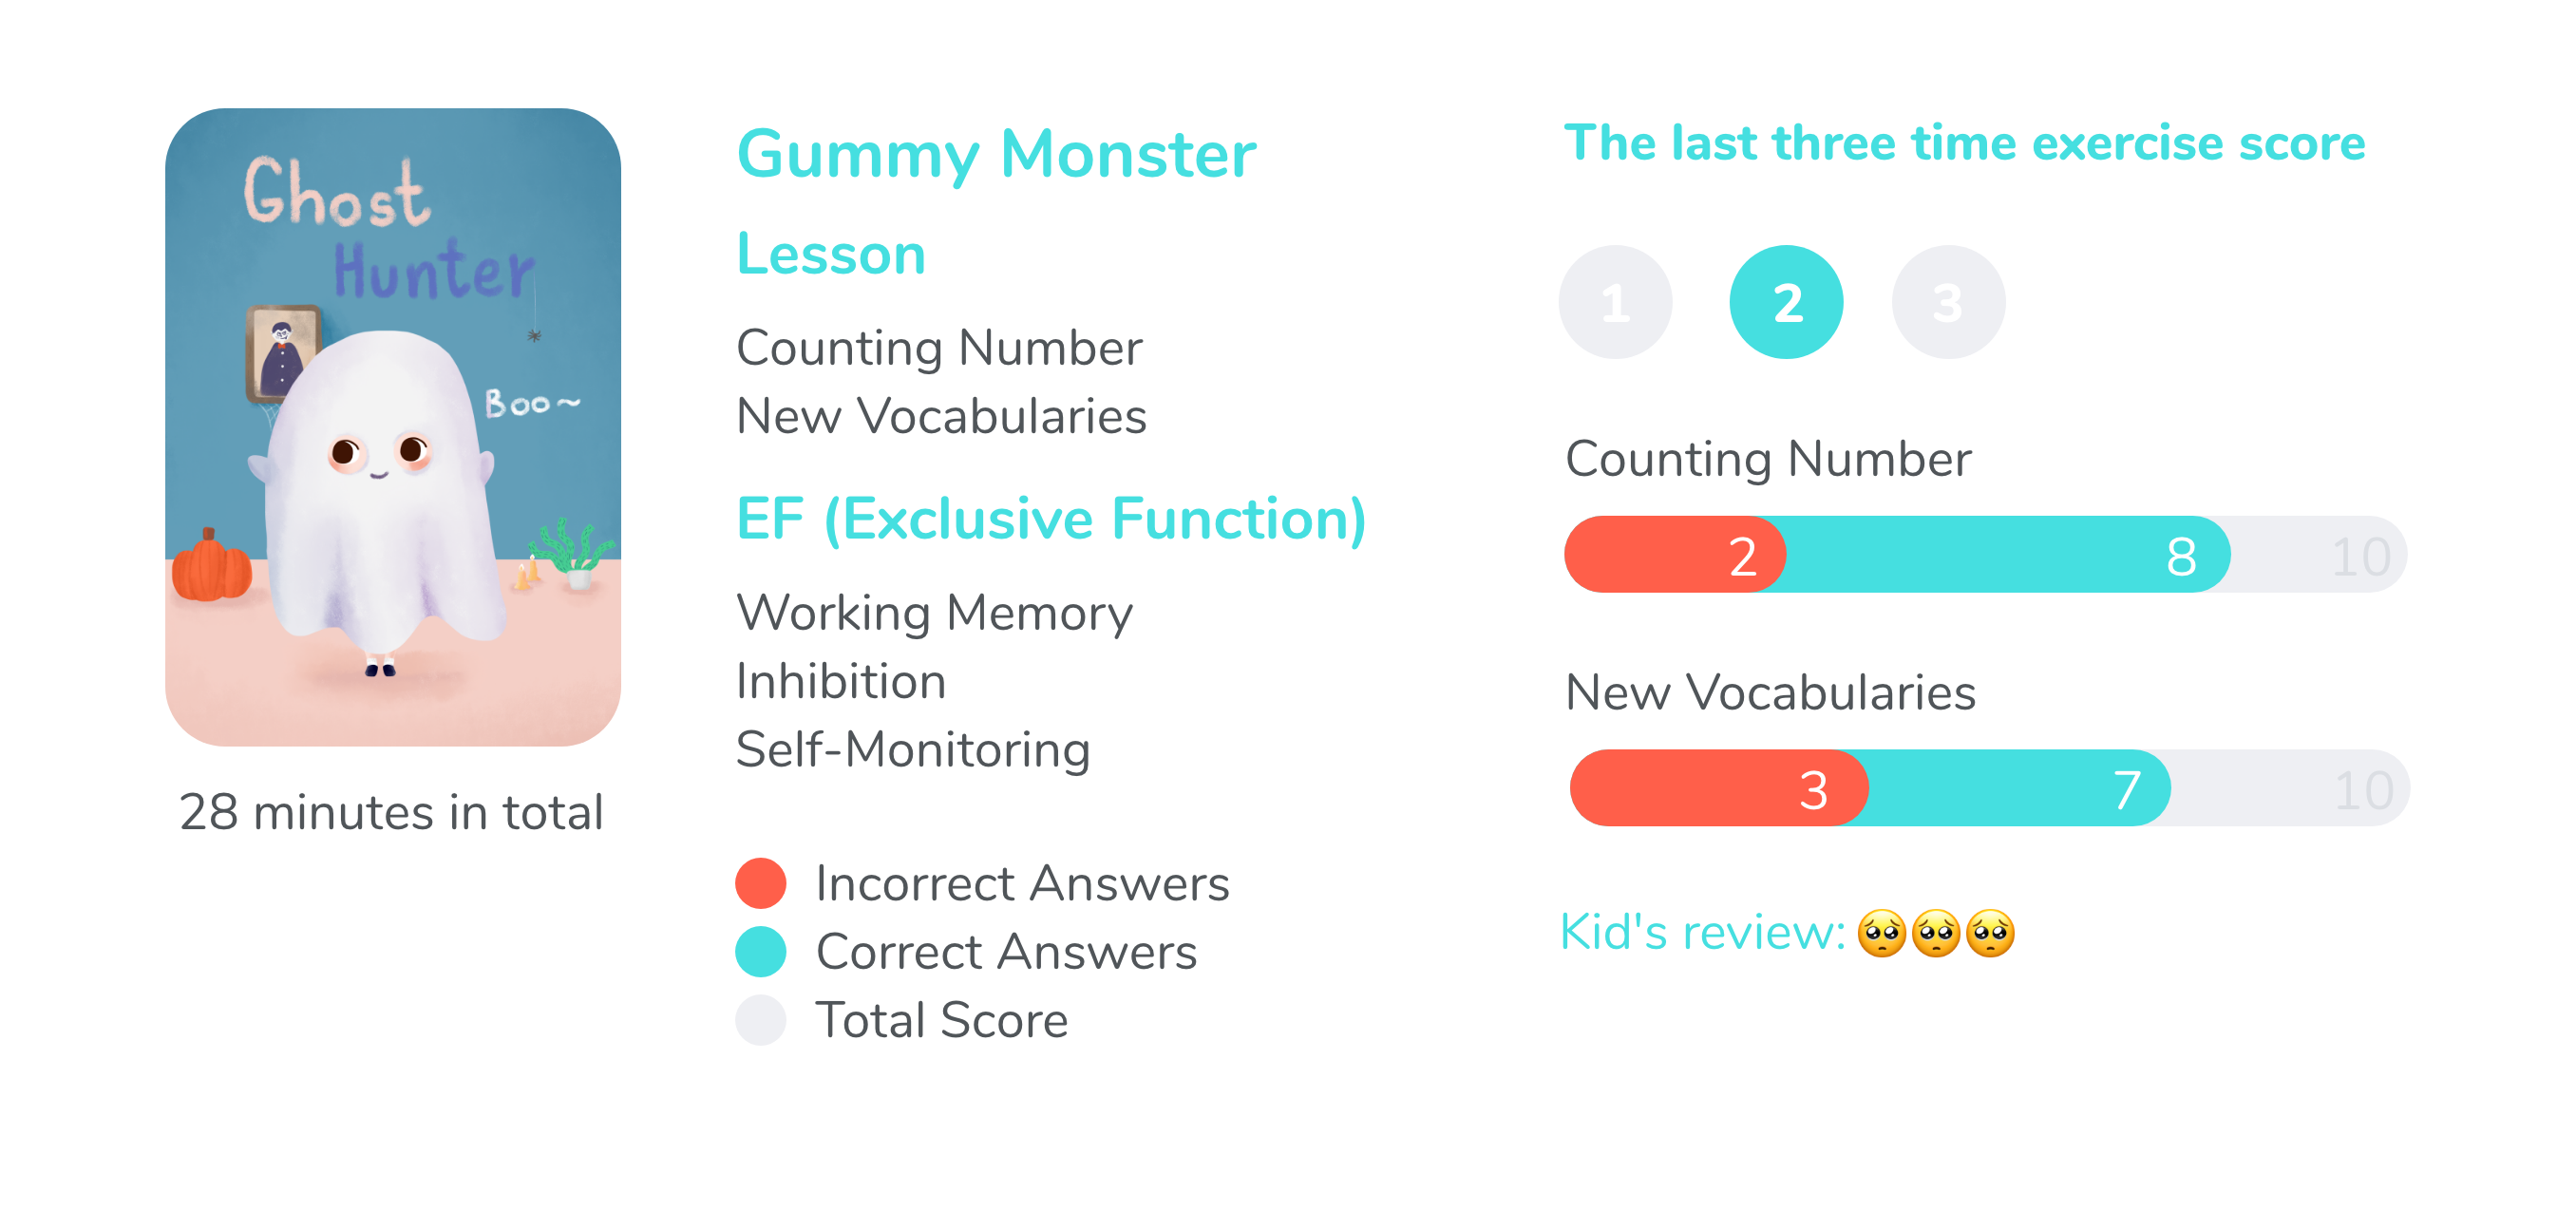 Ghost
Hunter
Boo~
28 minutes in total
Gummy Monster
Lesson
Counting Number
New Vocabularies
EF (Exclusive Function)
Working Memory
Inhibition
Self-Monitoring
Incorrect Answers
Correct Answers
Total Score
The last three time exercise score
1 2 3
Counting Number
2 8 10
New Vocabularies
3 7 10
Kid's review: 🥺🥺🥺